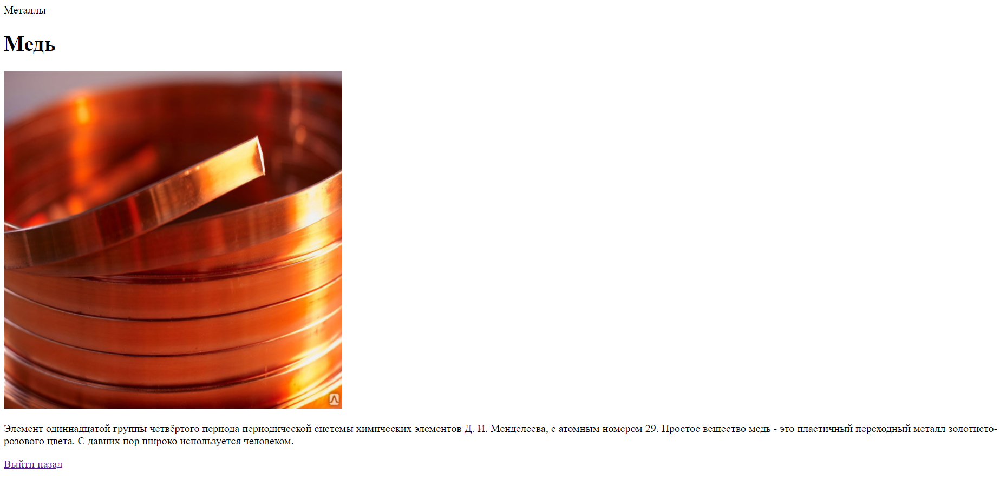 Металлы
Медь
Элемент одиннадцатой группы четвёртого периода периодической системы химических элементов Д. И. Менделеева, с атомным номером 29. Простое вещество медь - это пластичный переходный металл золотисто-
розового цвета. С давних пор широко используется человеком.
Выйти назад